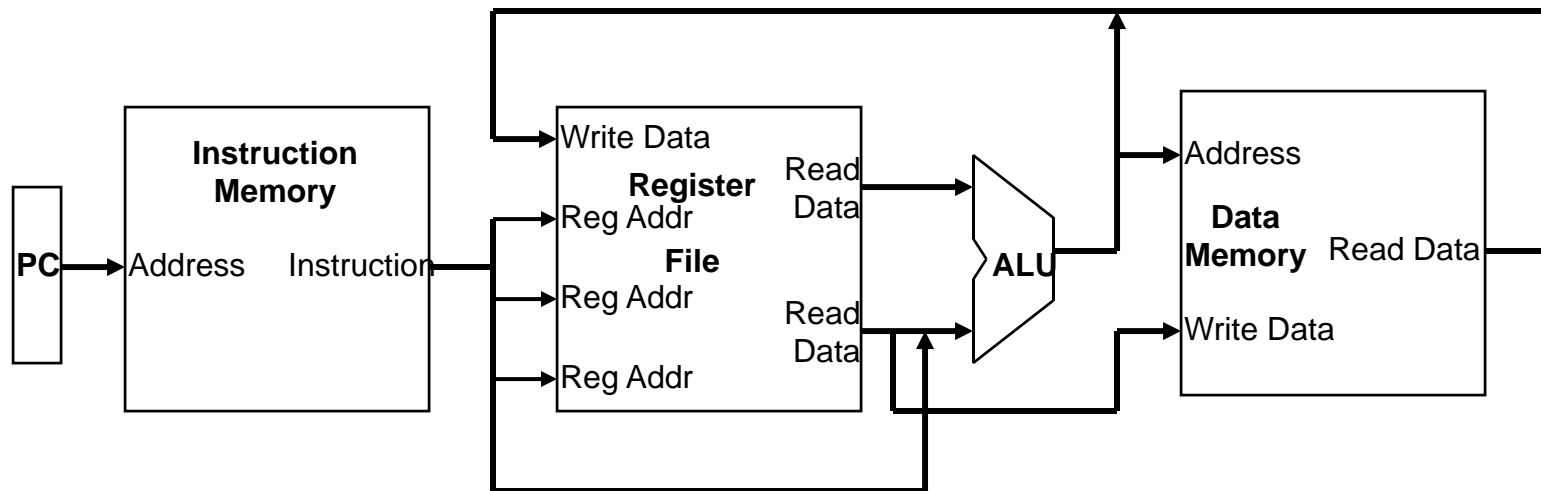 PC
Instruction
Memory
Address
Instruction
Write Data
Register
Reg Addr
File
Reg Addr
Reg Addr
Read
Data
Read
Data
ALU
Address
Data
Memory
Read Data
Write Data